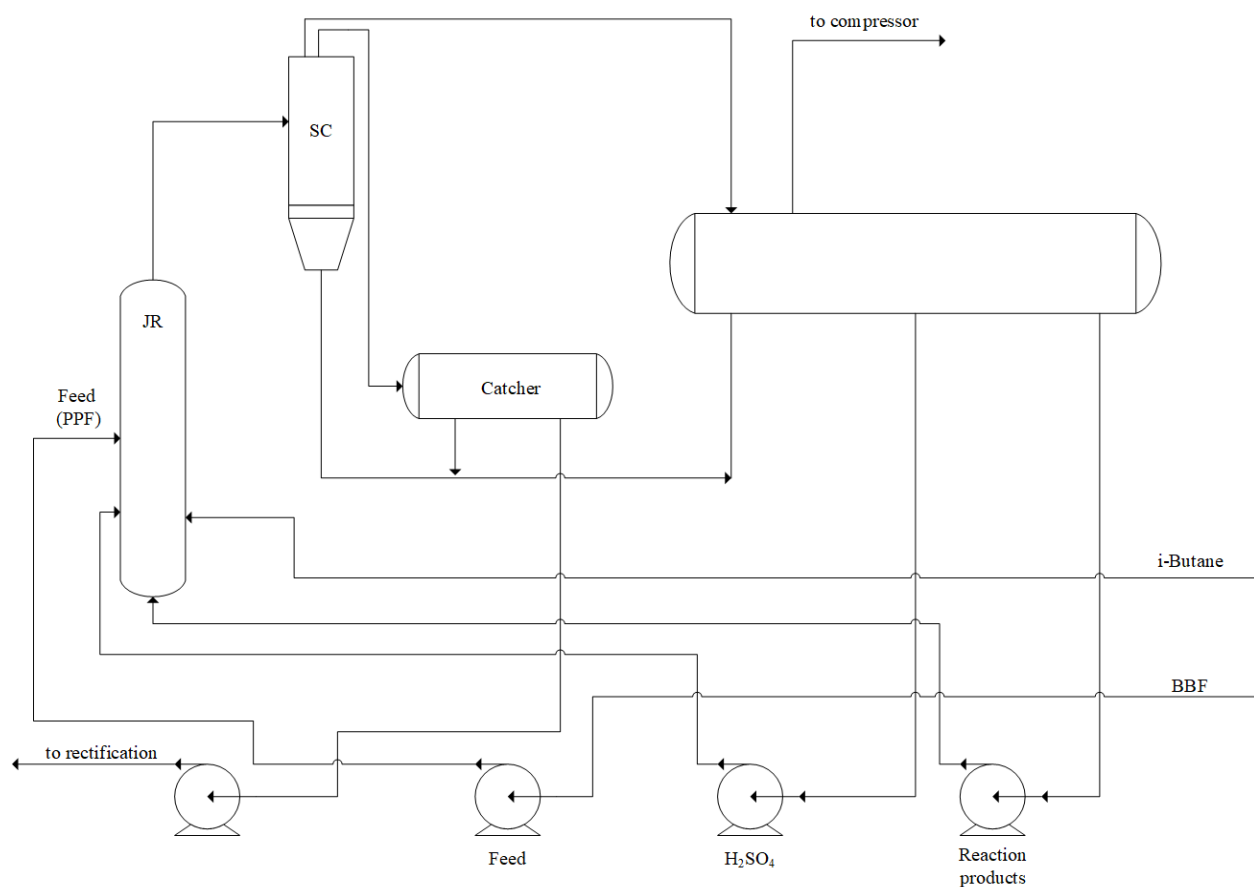 to compressor
SC
JR
Catcher
Feed
(PPF)
i-Butane
BBF
to rectification
Feed
H₂SO₄
Reaction
products